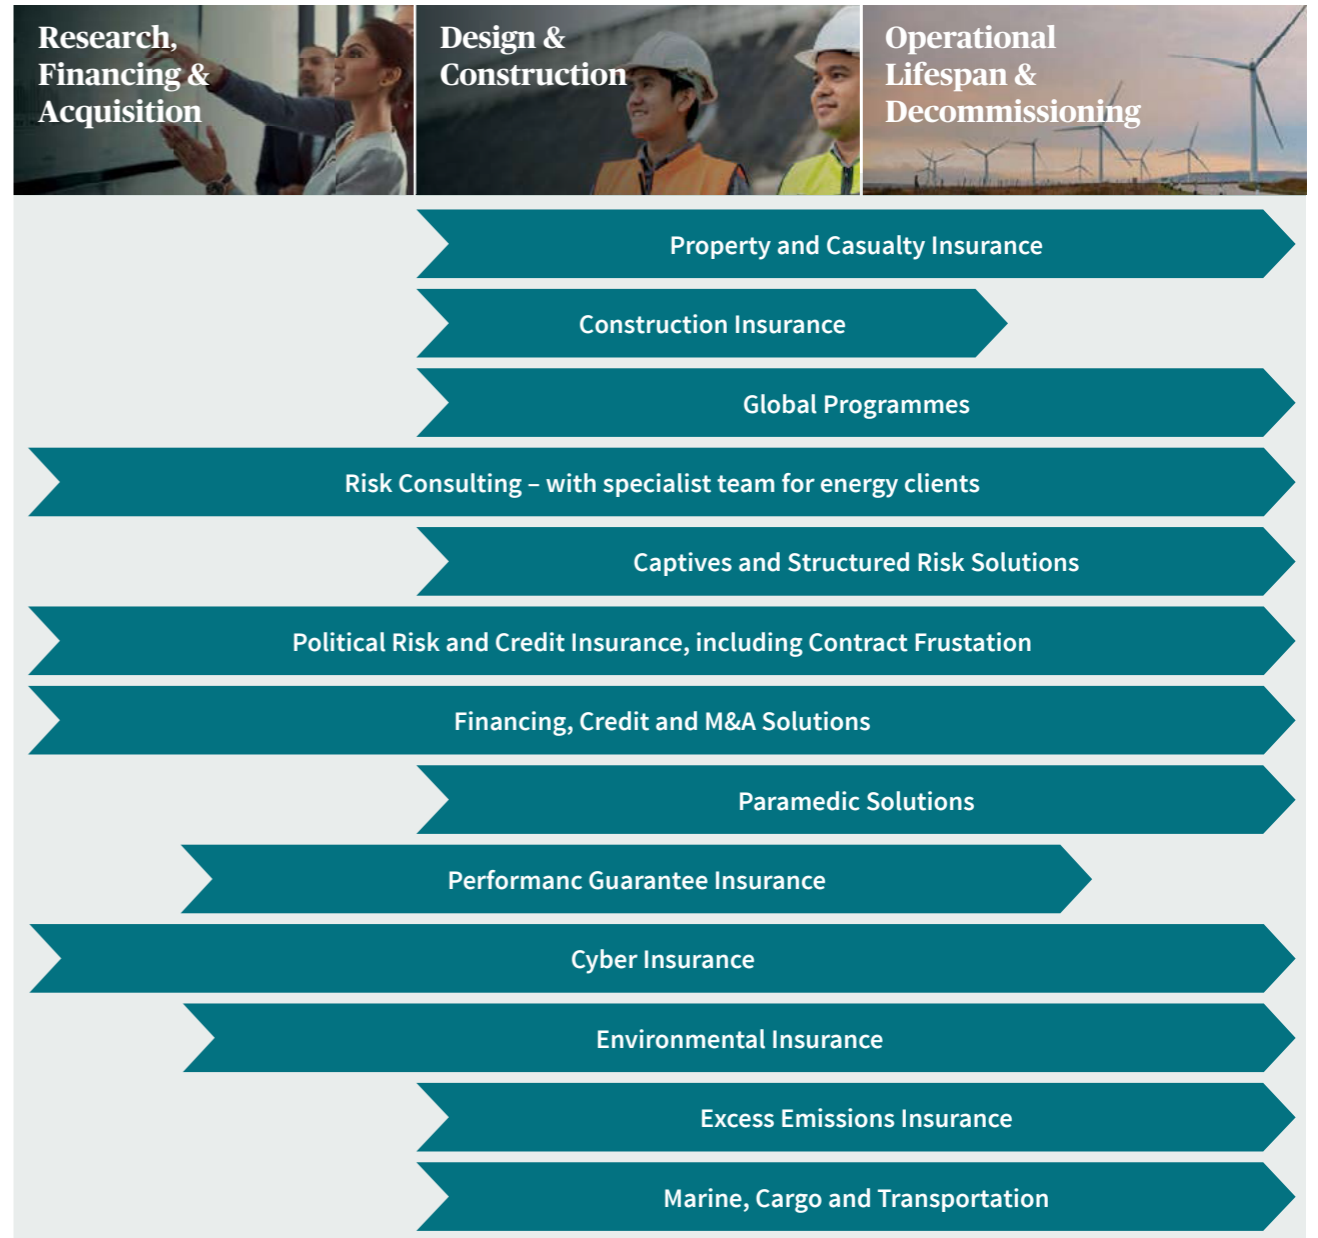 Research,
Financing &
Acquisition
Design &
Construction
Operational
Lifespan &
Decommissioning
Property and Casualty Insurance
Construction Insurance
Global Programmes
Risk Consulting – with specialist team for energy clients
Captives and Structured Risk Solutions
Political Risk and Credit Insurance, including Contract Frustation
Financing, Credit and M&A Solutions
Paramedic Solutions
Performanc Guarantee Insurance
Cyber Insurance
Environmental Insurance
Excess Emissions Insurance
Marine, Cargo and Transportation